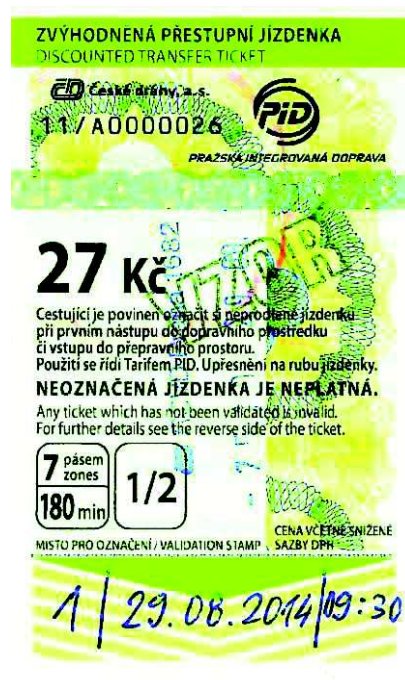 ZVÝHODNĚNÁ PŘESTUPNÍ JÍZDENKA
DISCOUNTED TRANSFER TICKET
ČD České dráhy, a.s.
PID
11/A0000026
PRAŽSKÁ INTEGROVANÁ DOPRAVA
VZOR
27 Kč
Cestující je povinen označit si neprodleně jízdenku
při prvním nástupu do dopravního prostředku
či vstupu do přepravního prostoru.
Použití se řídí Tarifem PID. Upřesnění na rubu jízdenky.
NEOZNAČENÁ JÍZDENKA JE NEPLATNÁ.
Any ticket which has not been validated is invalid.
For further details see the reverse side of the ticket.
7 pásem
zones
180 min
1/2
CENA VČETNĚ SNÍŽENÉ
MÍSTO PRO OZNAČENÍ / VALIDATION STAMP SAZBY DPH
1 / 29.08.2014 / 09:30